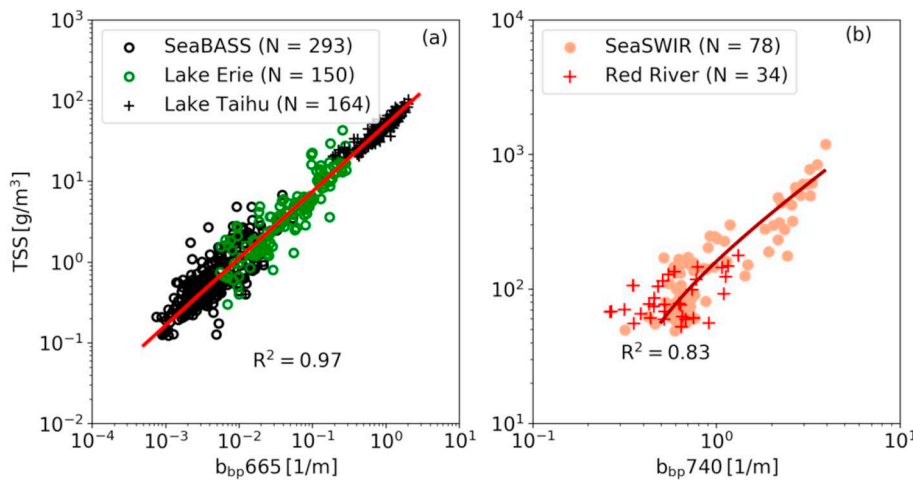 10³
10²
10¹
10⁰
10⁻¹
10⁻²
TSS [g/m³]
SeaBASS (N = 293)
Lake Erie (N = 150)
Lake Taihu (N = 164)
(a)
R² = 0.97
10⁻⁴
10⁻³
10⁻²
10⁻¹
10⁰
10¹
b_bp665 [1/m]
10⁴
10³
10²
10¹
SeaSWIR (N = 78)
Red River (N = 34)
(b)
R² = 0.83
10⁻¹
10⁰
10¹
b_bp740 [1/m]